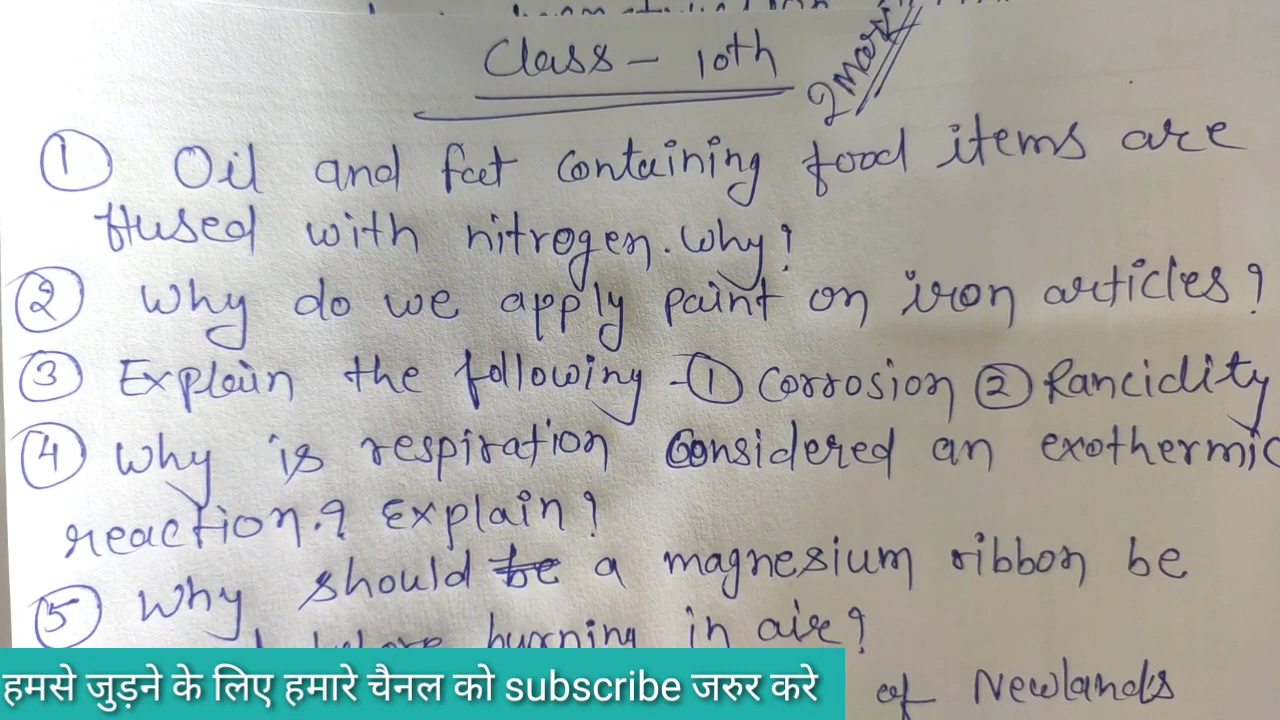 Class - 10th
2 Mark
① Oil and fat containing food items are
flused with nitrogen. Why?
② Why do we apply paint on iron articles?
③ Explain the following - ① Corrosion ② Rancidity
④ Why is respiration Considered an exothermic
reaction.? Explain?
⑤ Why should be a magnesium ribbon be
before burning in air?
of Newlands
हमसे जुड़ने के लिए हमारे चैनल को subscribe जरुर करे